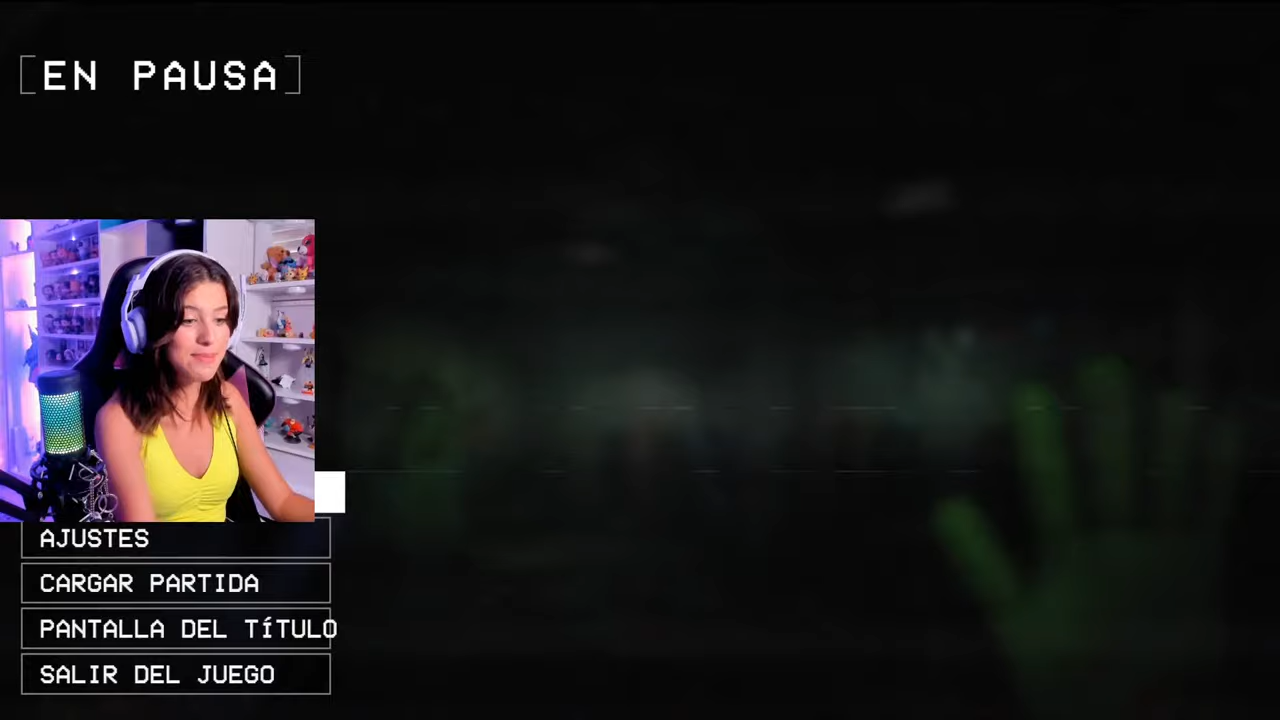 EN PAUSA
AJUSTES
CARGAR PARTIDA
PANTALLA DEL TíTULO
SALIR DEL JUEGO